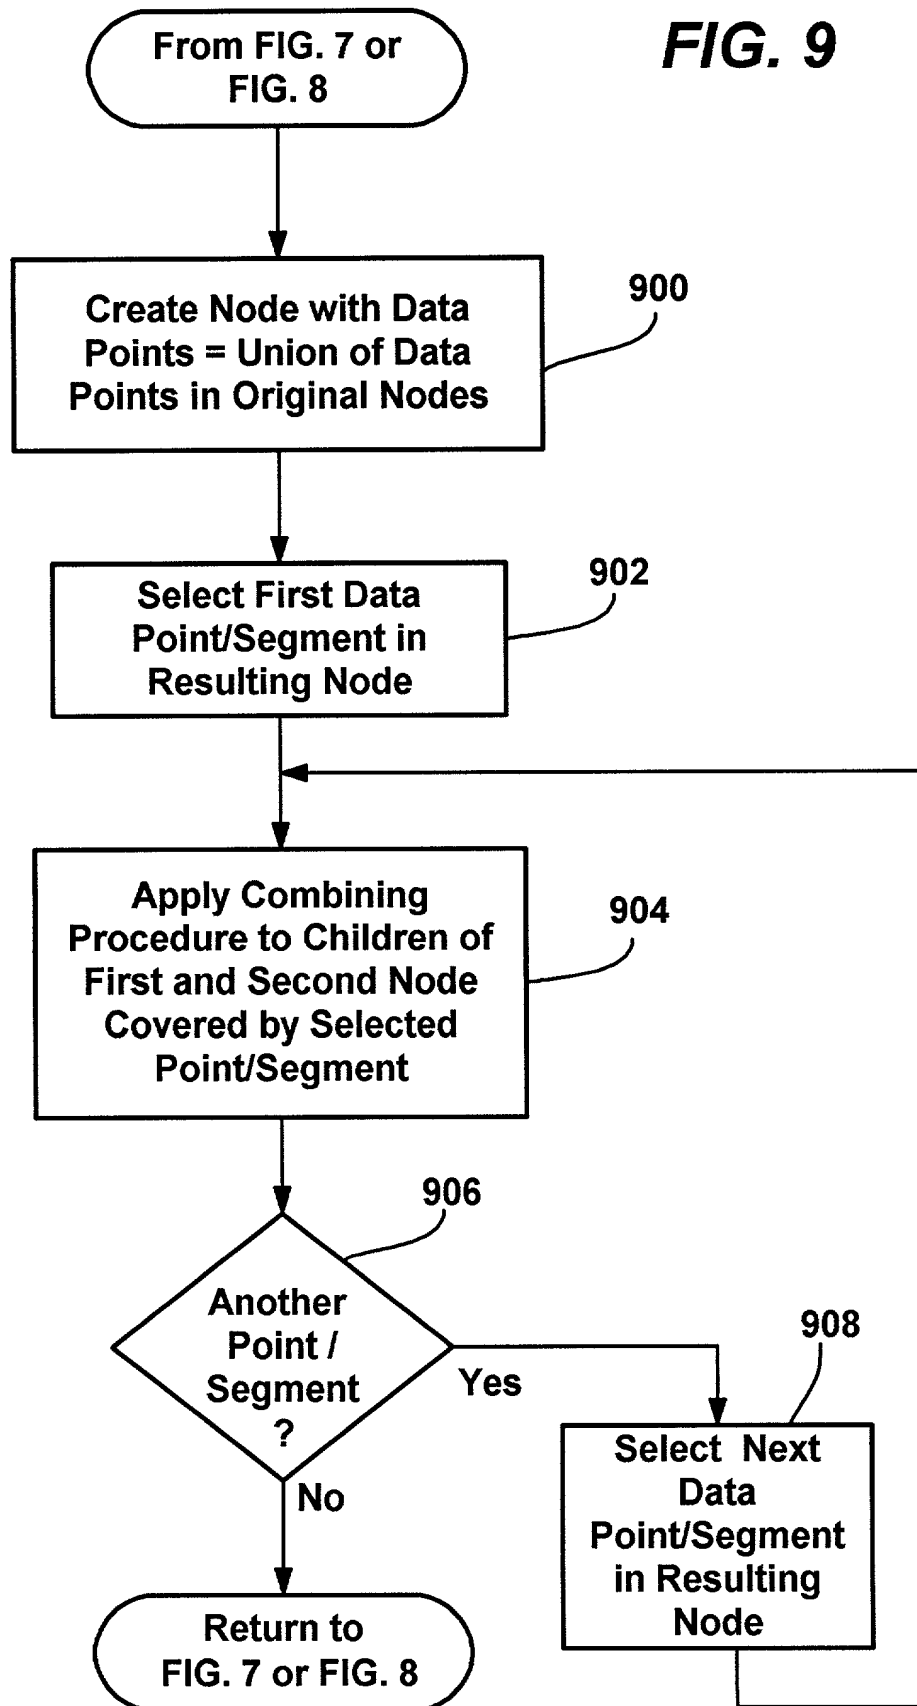 From FIG. 7 or
FIG. 8
FIG. 9
Create Node with Data
Points = Union of Data
Points in Original Nodes
900
Select First Data
Point/Segment in
Resulting Node
902
Apply Combining
Procedure to Children of
First and Second Node
Covered by Selected
Point/Segment
904
Another
Point /
Segment
?
906
Yes
No
Select Next
Data
Point/Segment
in Resulting
Node
908
Return to
FIG. 7 or FIG. 8